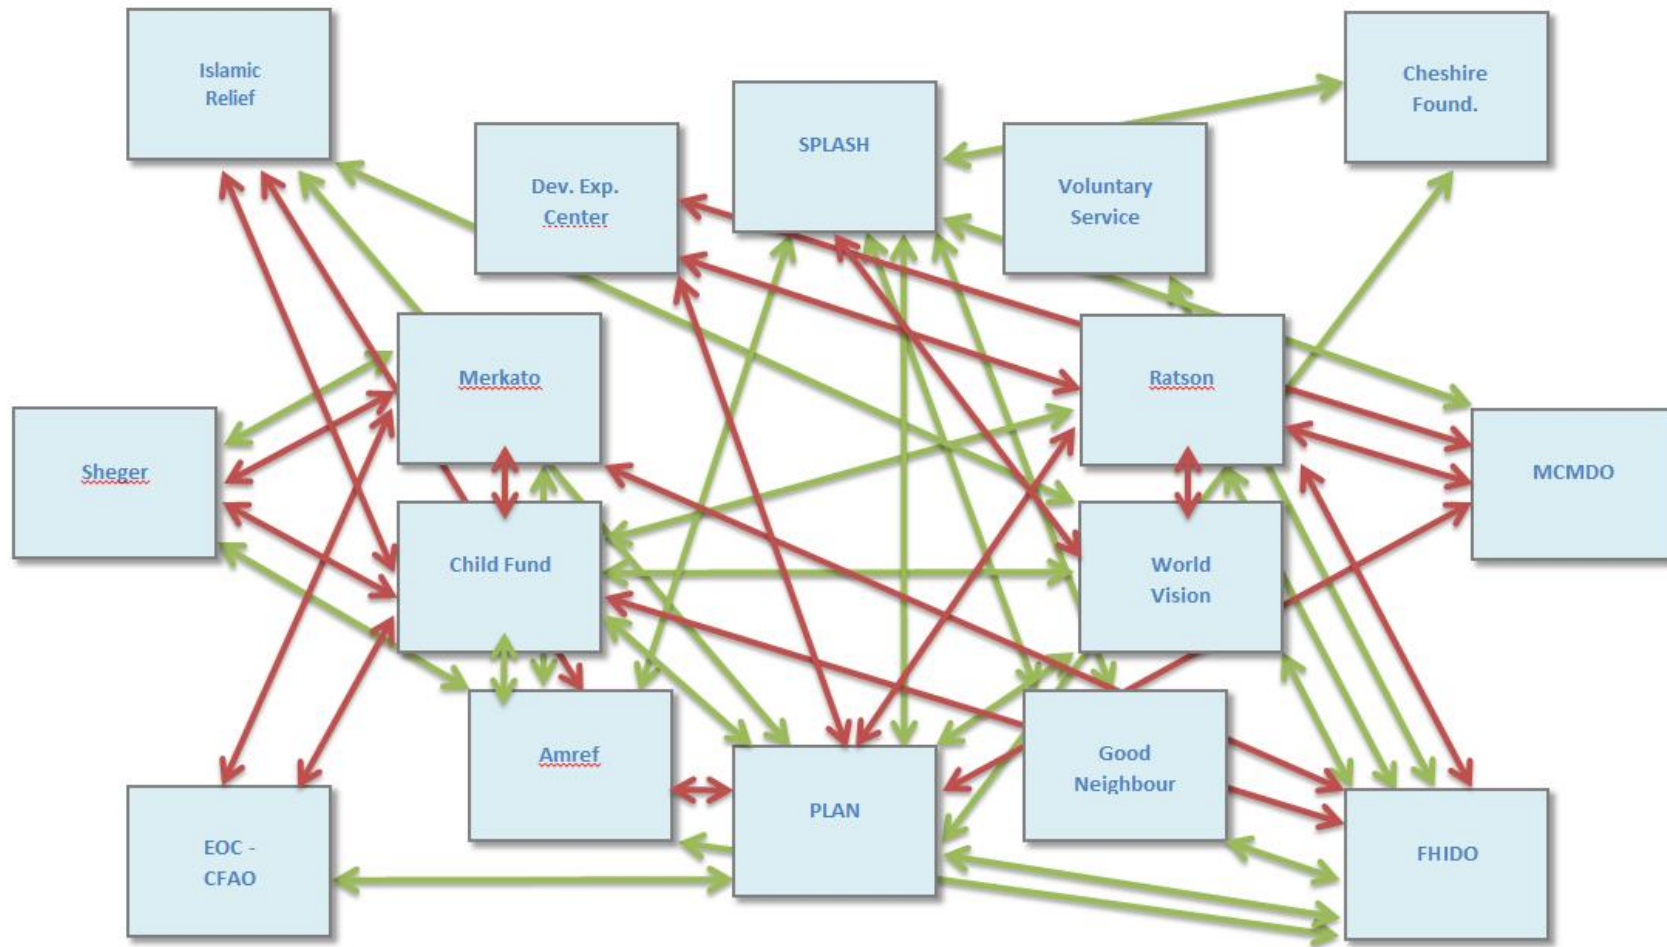 Islamic
Relief
Cheshire
Found.
SPLASH
Dev. Exp.
Center
Voluntary
Service
Merkato
Ratson
Sheger
MCMDO
Child Fund
World
Vision
Amref
Good
Neighbour
PLAN
EOC -
CFAO
FHIDO